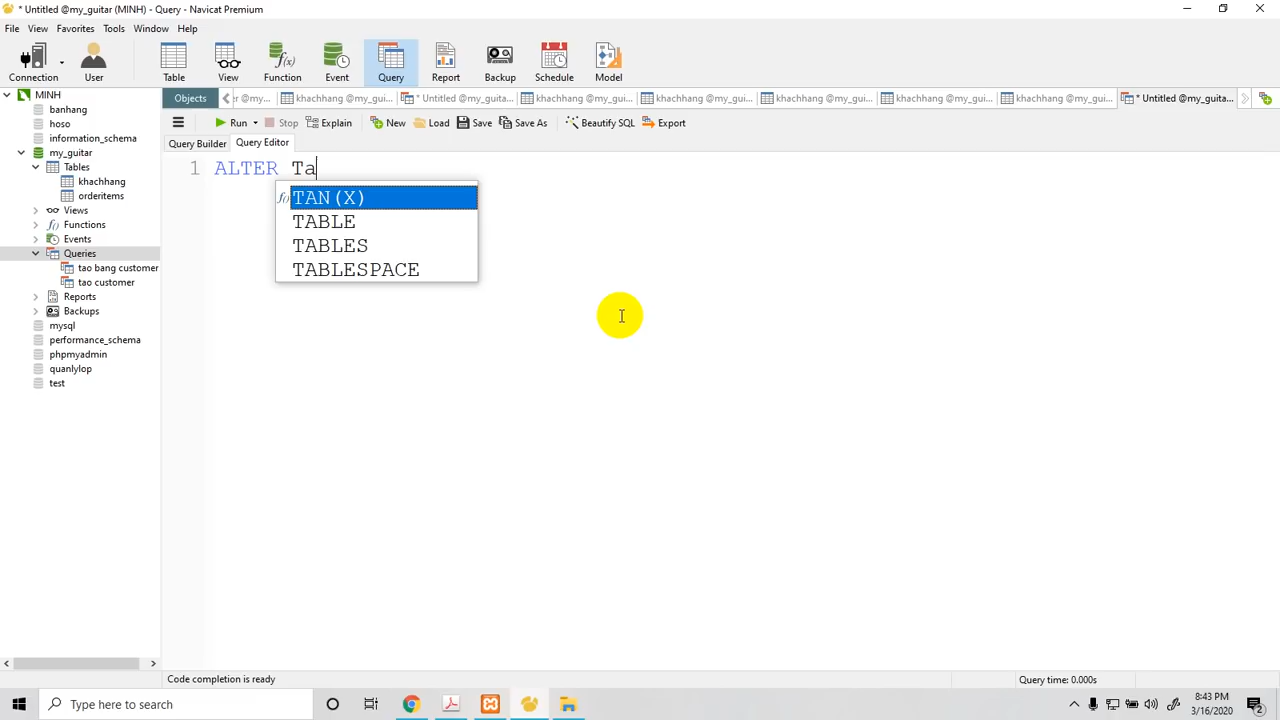 * Untitled @my_guitar (MINH) - Query - Navicat Premium
File View Favorites Tools Window Help
Connection User Table View Function Event Query Report Backup Schedule Model
MINH
banhang
hoso
information_schema
my_guitar
Tables
khachhang
orderitems
Views
Functions
Events
Queries
tao bang customer
tao customer
Reports
Backups
mysql
performance_schema
phpmyadmin
quanlylop
test
Objects er @my_... khachhang @my_gui... * Untitled @my_guita... khachhang @my_gui... khachhang @my_gui... khachhang @my_gui... khachhang @my_gui... khachhang @my_gui... * Untitled @my_guita...
Run Stop Explain New Load Save Save As Beautify SQL Export
Query Builder Query Editor
1 ALTER Ta
f() TAN(X)
TABLE
TABLES
TABLESPACE
Code completion is ready Query time: 0.000s
Type here to search
8:43 PM
3/16/2020
2